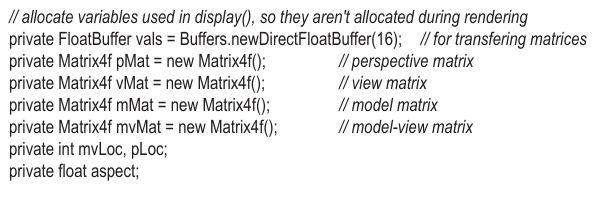 // allocate variables used in display(), so they aren't allocated during rendering
private FloatBuffer vals = Buffers.newDirectFloatBuffer(16); // for transfering matrices
private Matrix4f pMat = new Matrix4f(); // perspective matrix
private Matrix4f vMat = new Matrix4f(); // view matrix
private Matrix4f mMat = new Matrix4f(); // model matrix
private Matrix4f mvMat = new Matrix4f(); // model-view matrix
private int mvLoc, pLoc;
private float aspect;